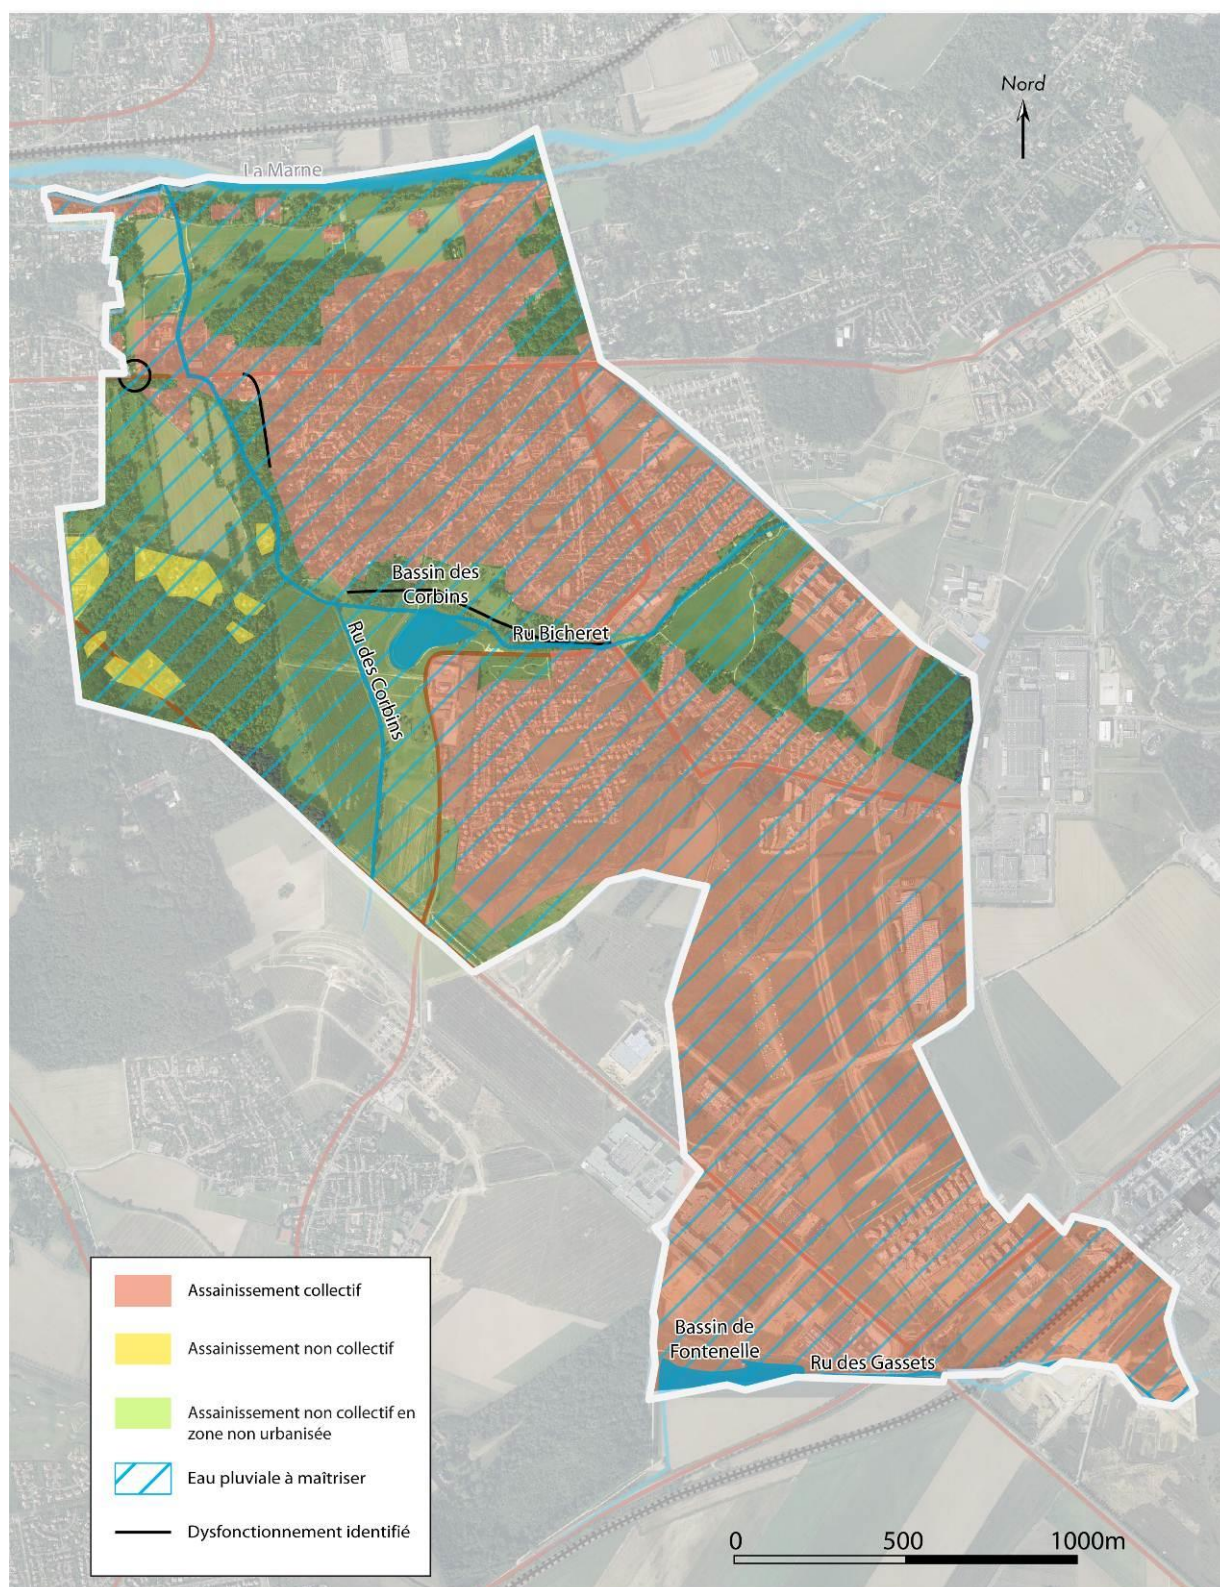 Nord
La Marne
Bassin des
Corbins
Ru Bicheret
Ru des Corbins
Bassin de
Fontenelle
Ru des Gassets
Assainissement collectif
Assainissement non collectif
Assainissement non collectif en
zone non urbanisée
Eau pluviale à maîtriser
Dysfonctionnement identifié
0 500 1000m